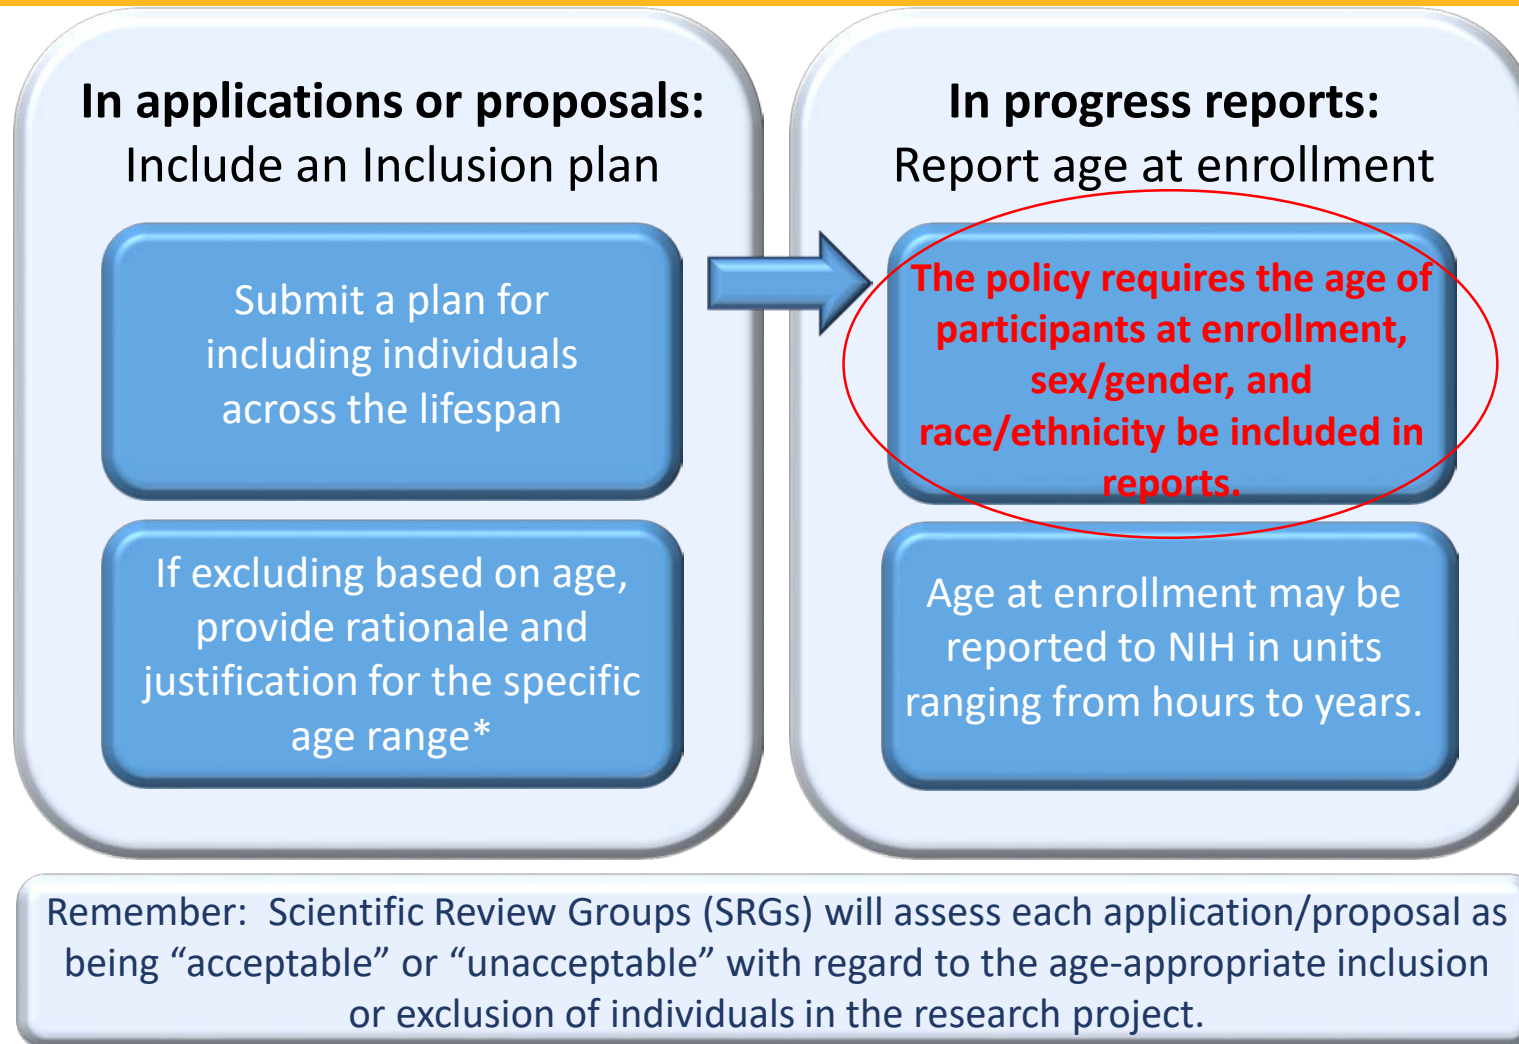 In applications or proposals:
Include an Inclusion plan
Submit a plan for
including individuals
across the lifespan
If excluding based on age,
provide rationale and
justification for the specific
age range*
In progress reports:
Report age at enrollment
The policy requires the age of
participants at enrollment,
sex/gender, and
race/ethnicity be included in
reports.
Age at enrollment may be
reported to NIH in units
ranging from hours to years.
Remember:  Scientific Review Groups (SRGs) will assess each application/proposal as
being “acceptable” or “unacceptable” with regard to the age-appropriate inclusion
or exclusion of individuals in the research project.